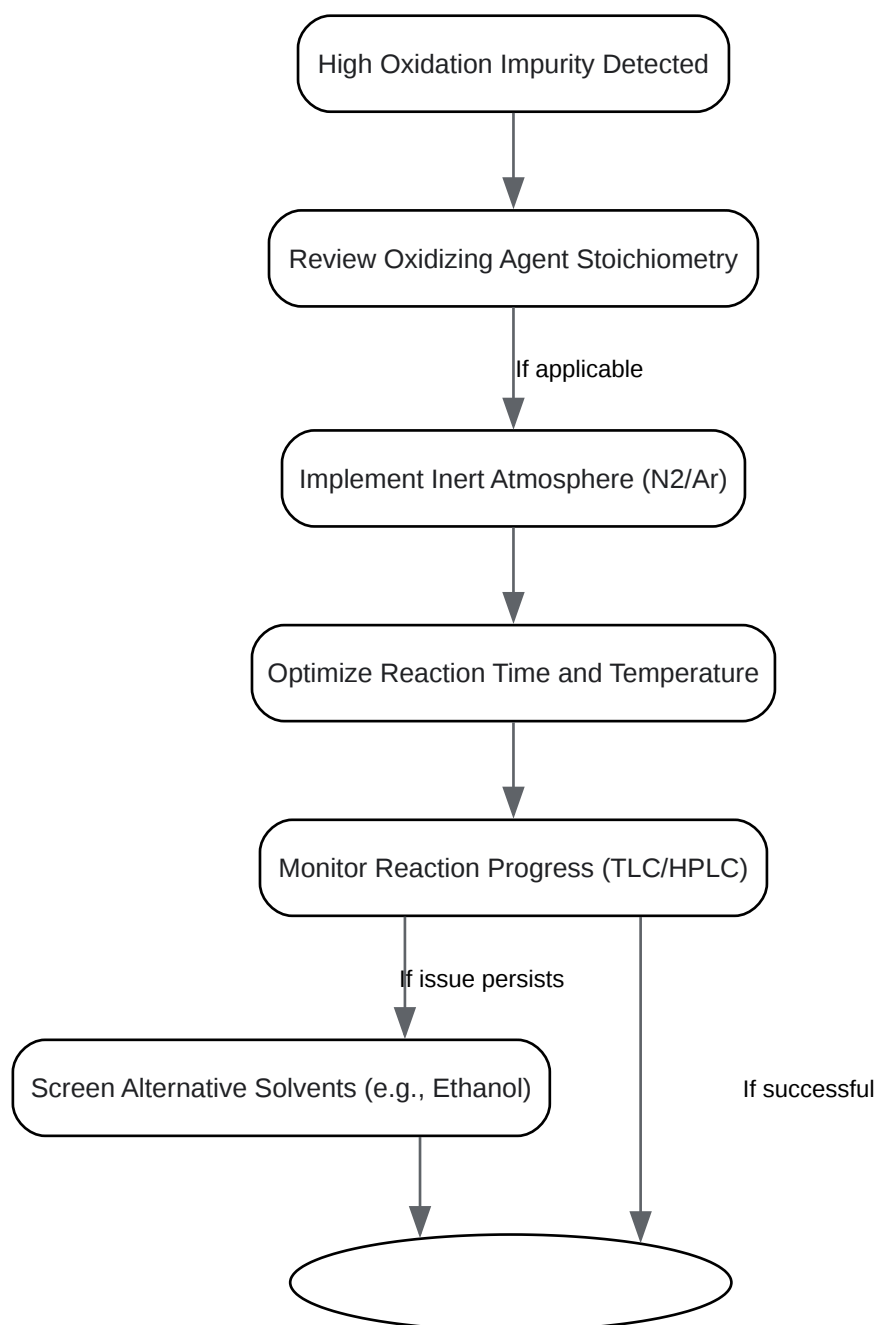 High Oxidation Impurity Detected
Review Oxidizing Agent Stoichiometry
If applicable
Implement Inert Atmosphere (N2/Ar)
Optimize Reaction Time and Temperature
Monitor Reaction Progress (TLC/HPLC)
If issue persists
Screen Alternative Solvents (e.g., Ethanol)
If successful